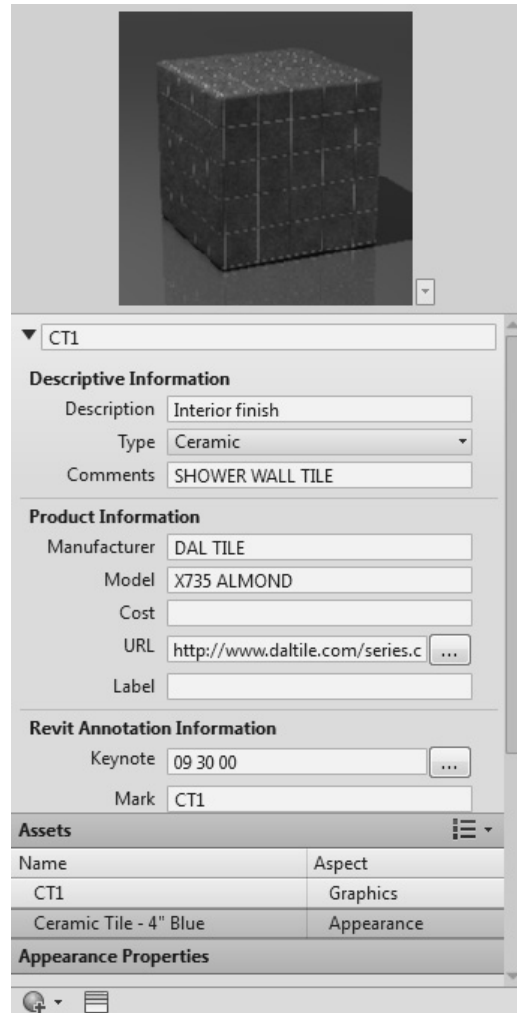 CT1
Descriptive Information
Description Interior finish
Type Ceramic
Comments SHOWER WALL TILE
Product Information
Manufacturer DAL TILE
Model X735 ALMOND
Cost
URL http://www.daltile.com/series.c ...
Label
Revit Annotation Information
Keynote 09 30 00 ...
Mark CT1
Assets
Name Aspect
CT1 Graphics
Ceramic Tile - 4" Blue Appearance
Appearance Properties